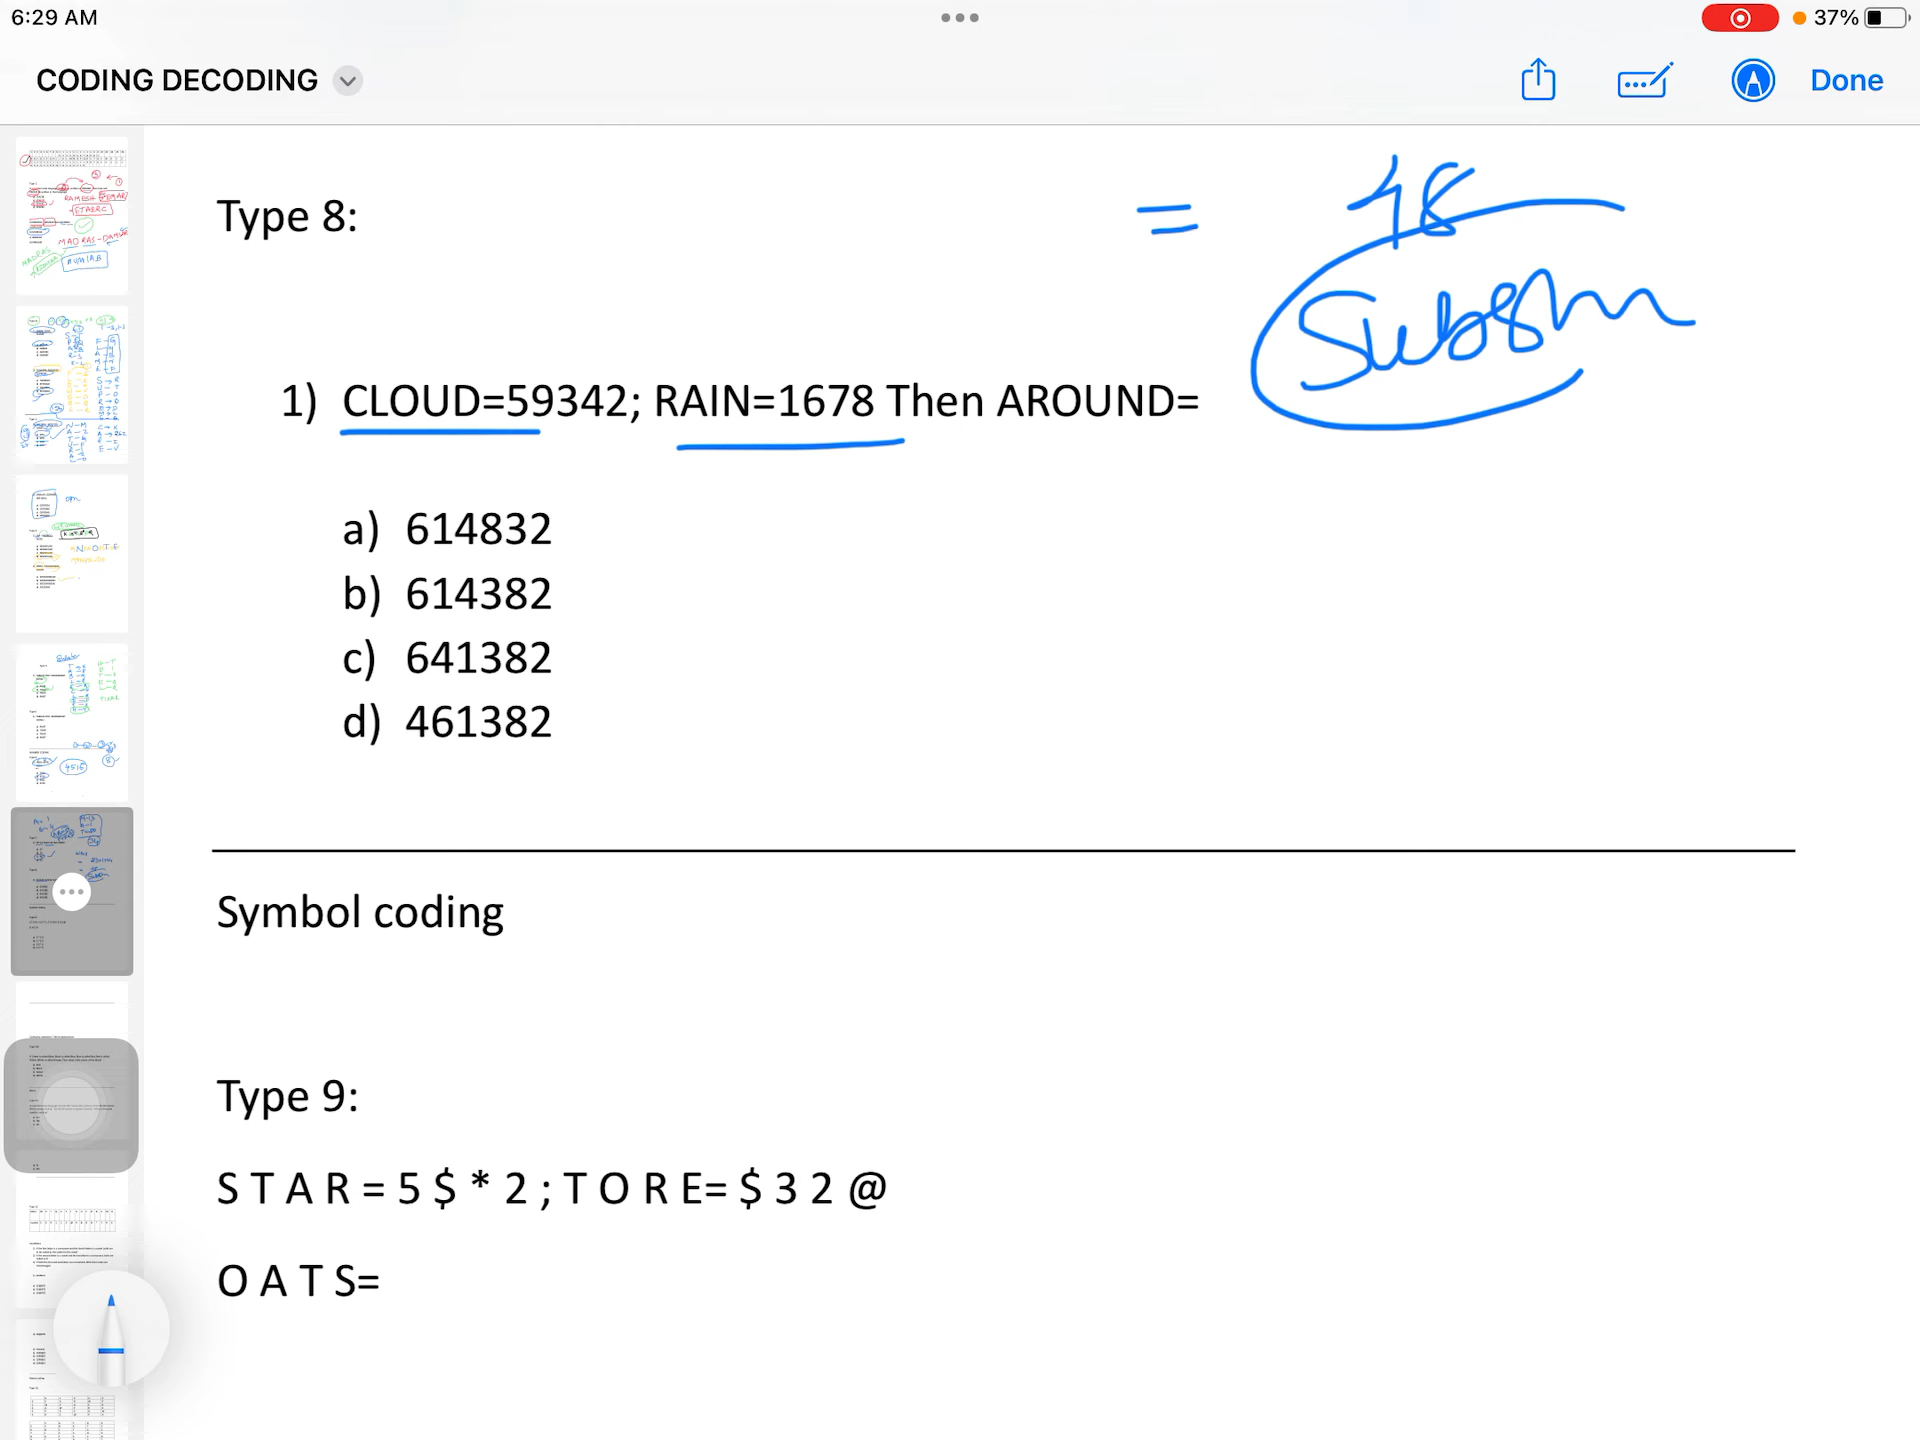 6:29 AM
37%
CODING DECODING
Done
Type 8:
= 48
1) CLOUD=59342; RAIN=1678 Then AROUND=
a) 614832
b) 614382
c) 641382
d) 461382
Symbol coding
Type 9:
S T A R = 5 $ * 2 ; T O R E= $ 3 2 @
O A T S=